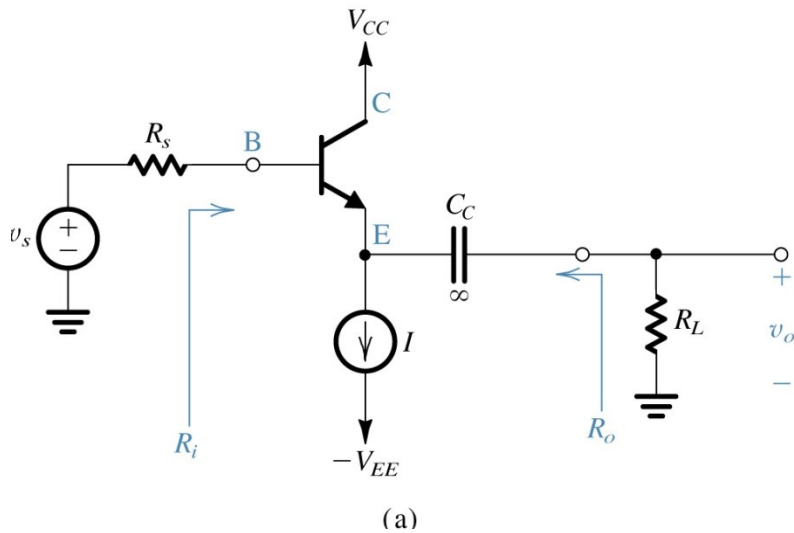 V_CC
C
R_s
B
v_s
+
−
E
C_C
∞
I
R_L
+
v_o
−
R_i
R_o
−V_EE
(a)